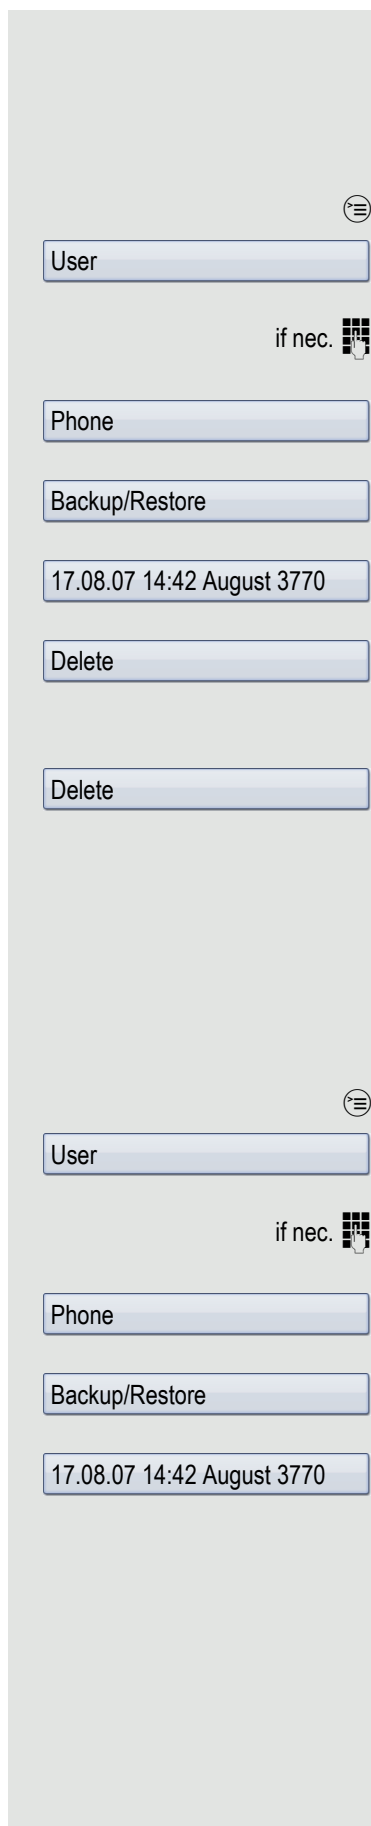 User
if nec.
Phone
Backup/Restore
17.08.07 14:42 August 3770
Delete
Delete
User
if nec.
Phone
Backup/Restore
17.08.07 14:42 August 3770